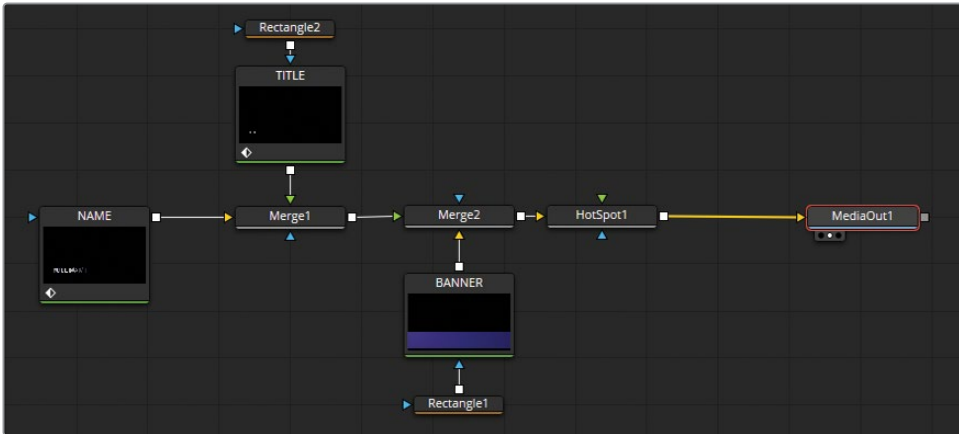 Rectangle2
TITLE
NAME
Merge1
Merge2
HotSpot1
MediaOut1
BANNER
Rectangle1